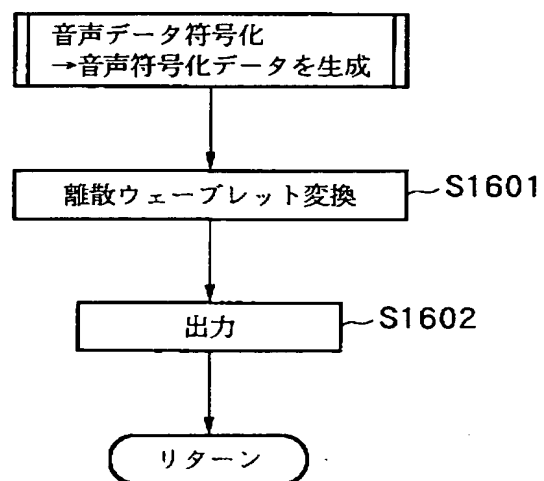 音声データ符号化
→音声符号化データを生成
離散ウェーブレット変換
S1601
出力
S1602
リターン